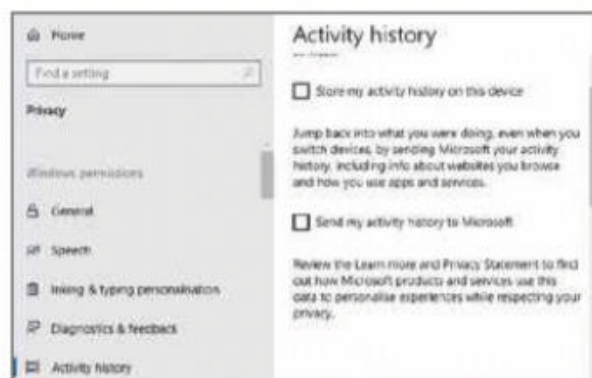 Home
Find a setting
Privacy
Windows permissions
General
Speech
Inking & typing personalisation
Diagnostics & feedback
Activity history
Activity history
Store my activity history on this device
Jump back into what you were doing, even when you
switch devices, by sending Microsoft your activity
history, including info about websites you browse
and how you use apps and services.
Send my activity history to Microsoft
Review the Learn more and Privacy Statement to find
out how Microsoft products and services use this
data to personalise experiences while respecting your
privacy.